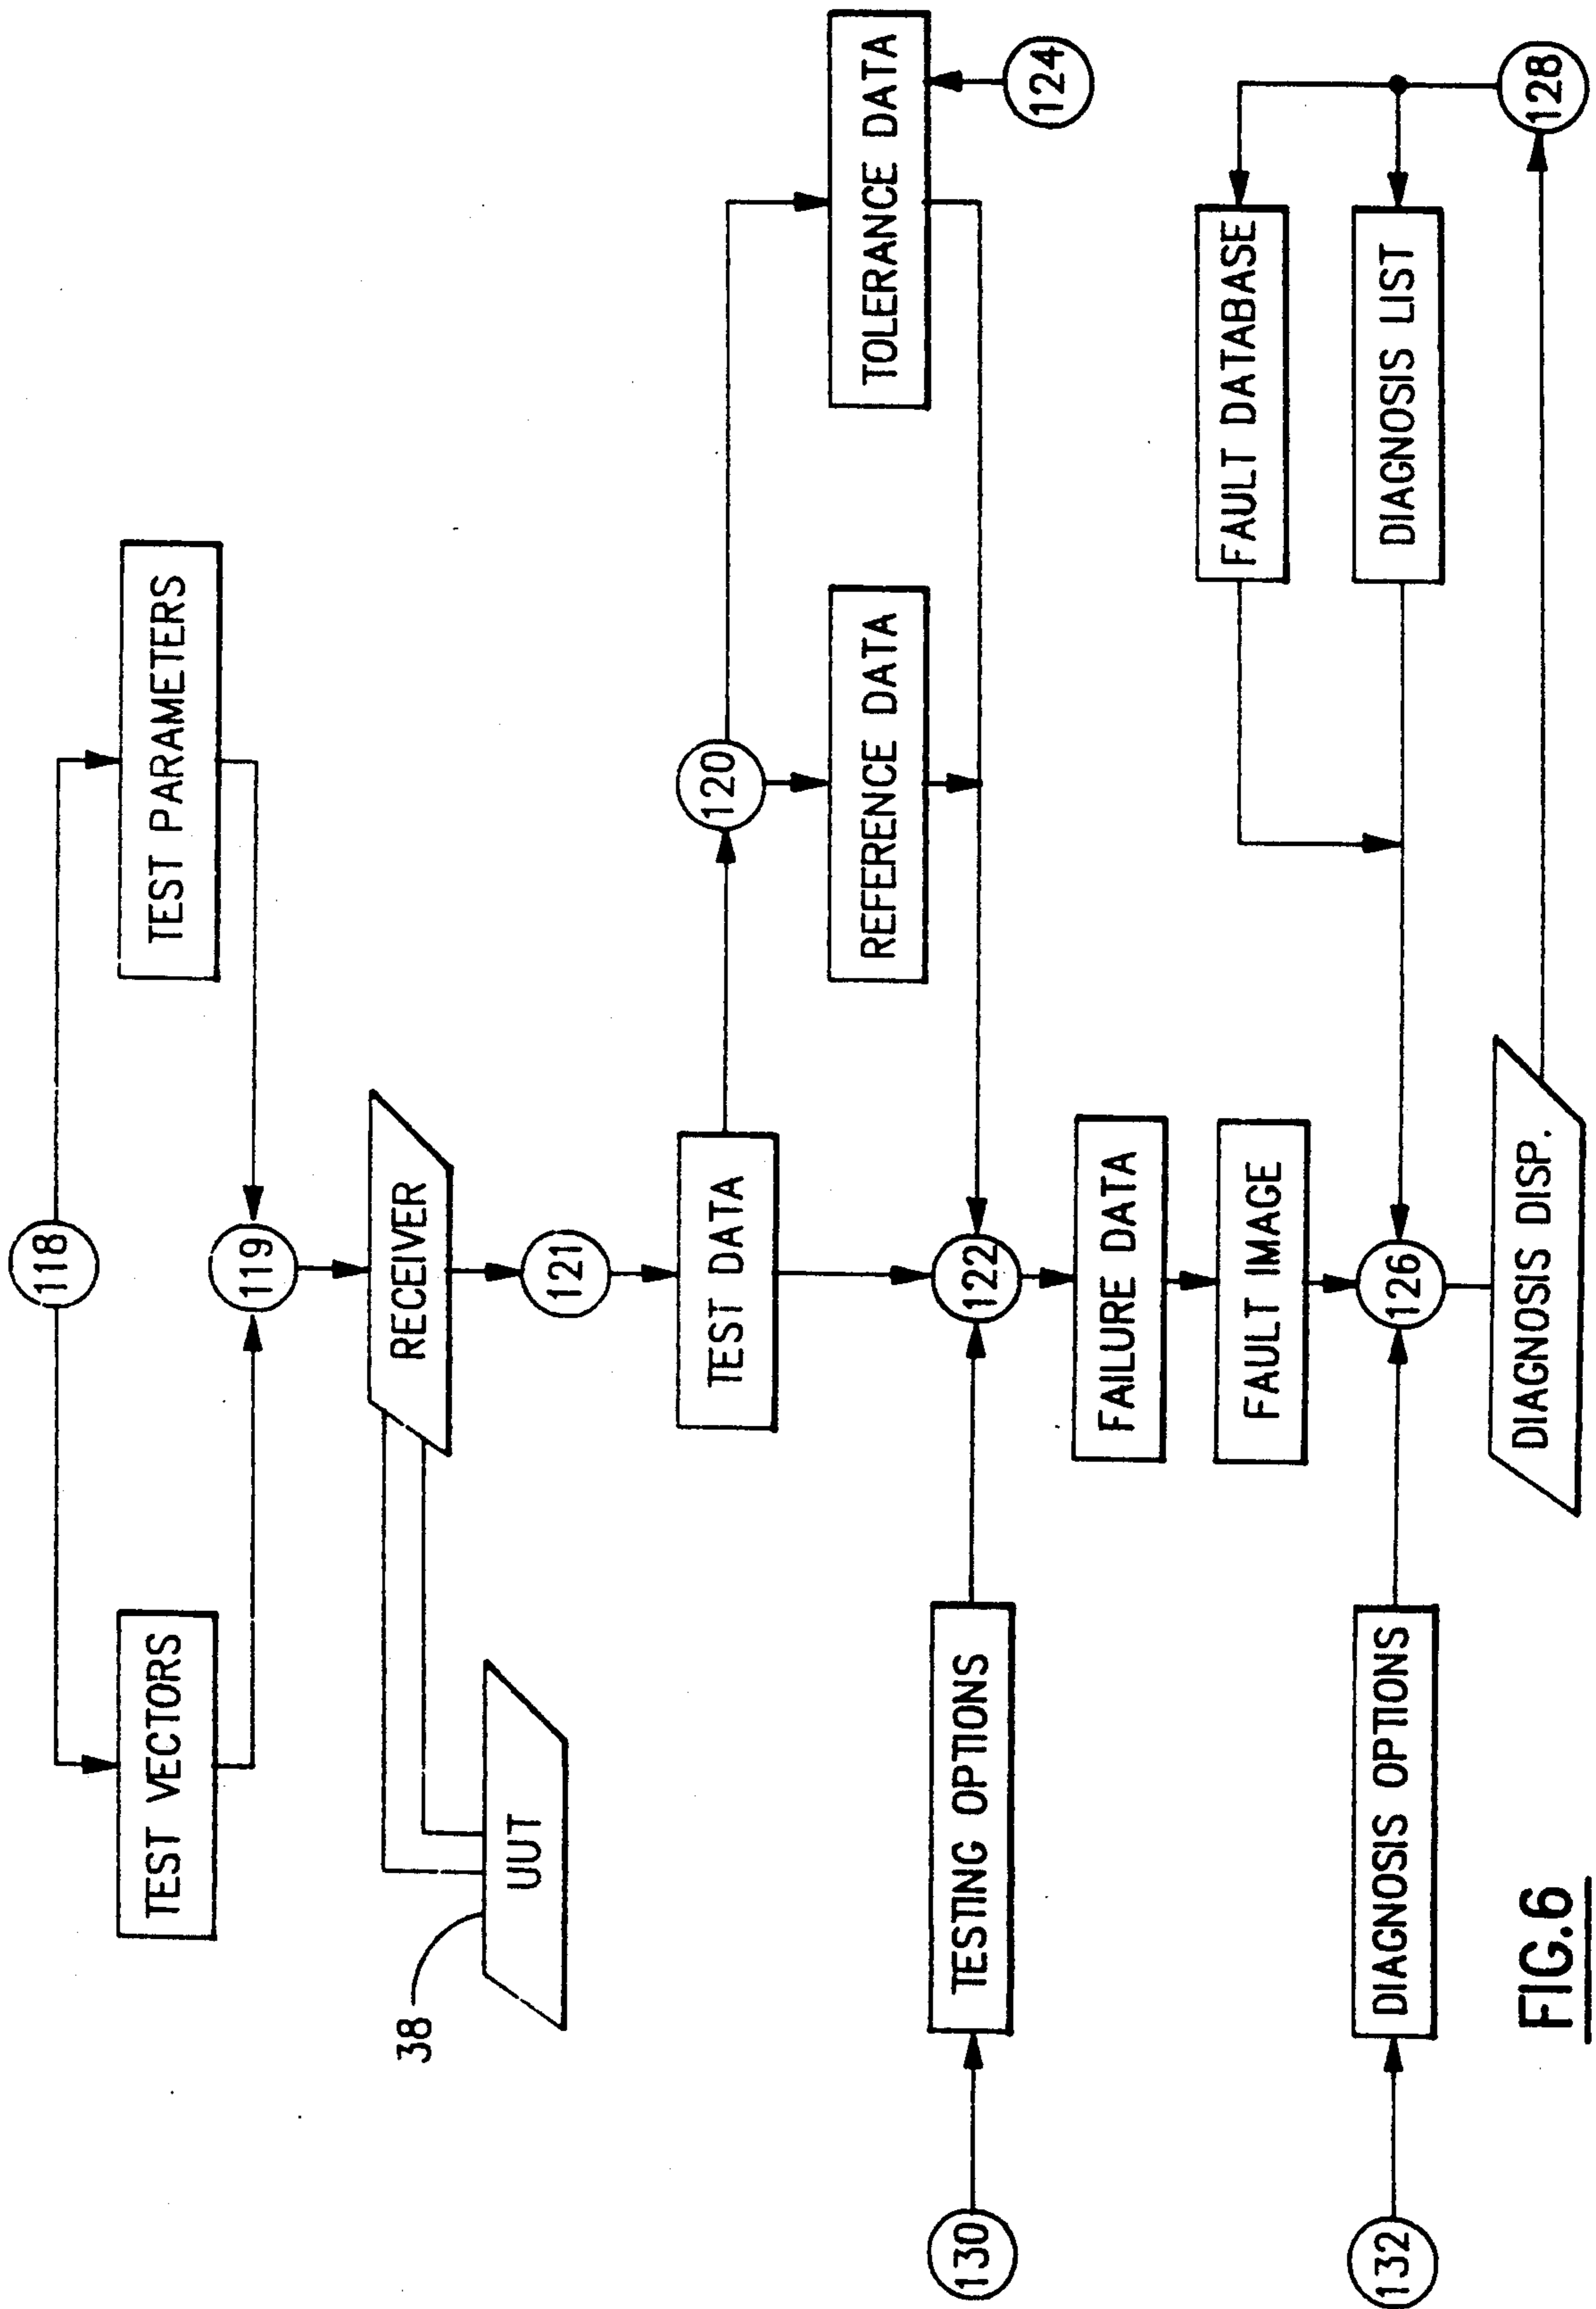 118
TEST VECTORS
TEST PARAMETERS
119
RECEIVER
38
UUT
121
TEST DATA
120
REFERENCE DATA
TOLERANCE DATA
124
130
TESTING OPTIONS
122
FAILURE DATA
FAULT IMAGE
FAULT DATABASE
DIAGNOSIS LIST
132
DIAGNOSIS OPTIONS
126
DIAGNOSIS DISP.
128
FIG.6